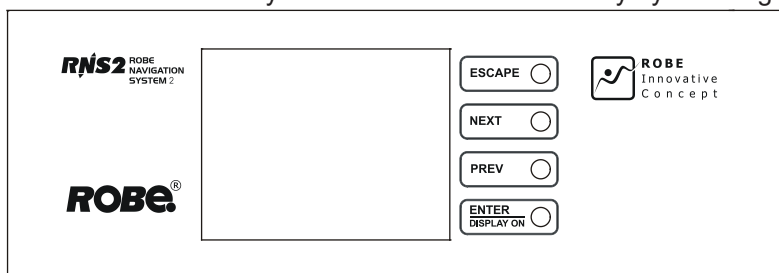 RNS2 ROBE
NAVIGATION
SYSTEM 2
ROBE®
ESCAPE
NEXT
PREV
ENTER
DISPLAY ON
ROBE
Innovative
Concept